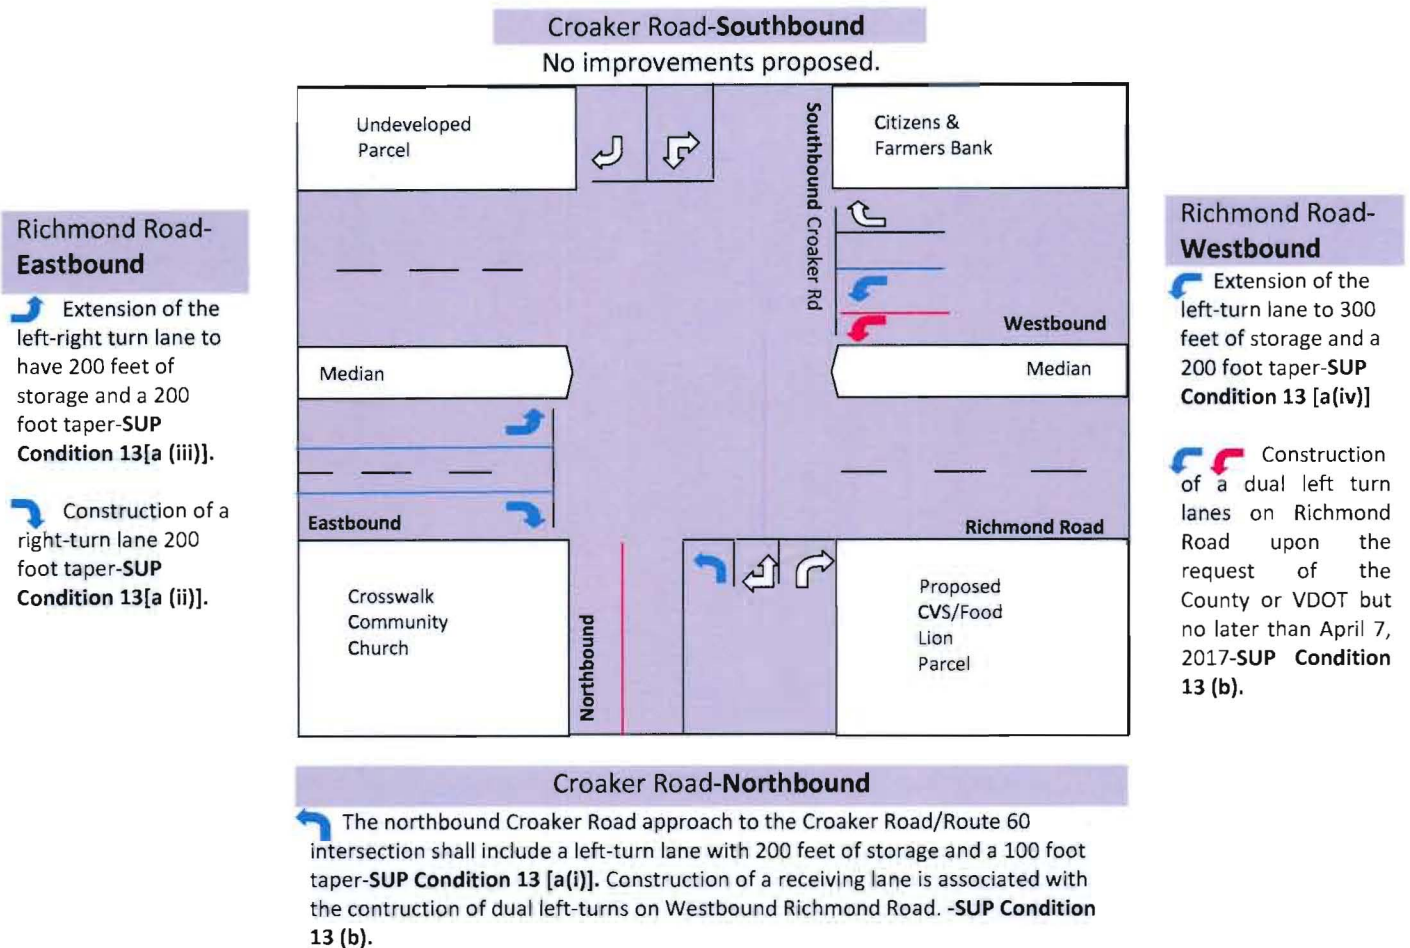 Croaker Road-Southbound
No improvements proposed.
Undeveloped
Parcel
Southbound Croaker Rd
Citizens &
Farmers Bank
Richmond Road-
Eastbound
Extension of the
left-right turn lane to
have 200 feet of
storage and a 200
foot taper-SUP
Condition 13[a (iii)].
Construction of a
right-turn lane 200
foot taper-SUP
Condition 13[a (ii)].
Westbound
Median
Median
Eastbound
Richmond Road
Crosswalk
Community
Church
Northbound
Proposed
CVS/Food
Lion
Parcel
Richmond Road-
Westbound
Extension of the
left-turn lane to 300
feet of storage and a
200 foot taper-SUP
Condition 13 [a(iv)]
Construction
of a dual left turn
lanes on Richmond
Road upon the
request of the
County or VDOT but
no later than April 7,
2017-SUP Condition
13 (b).
Croaker Road-Northbound
The northbound Croaker Road approach to the Croaker Road/Route 60
intersection shall include a left-turn lane with 200 feet of storage and a 100 foot
taper-SUP Condition 13 [a(i)]. Construction of a receiving lane is associated with
the contruction of dual left-turns on Westbound Richmond Road. -SUP Condition
13 (b).